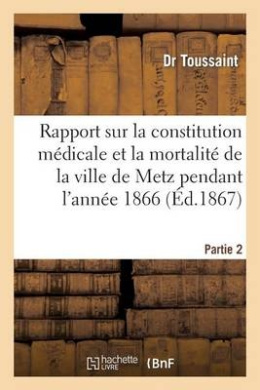 Dr Toussaint
Rapport sur la constitution
médicale et la mortalité de la ville
de Metz pendant l'année 1866
(Éd.1867)
Partie 2
hachette
LIVRE
{BnF